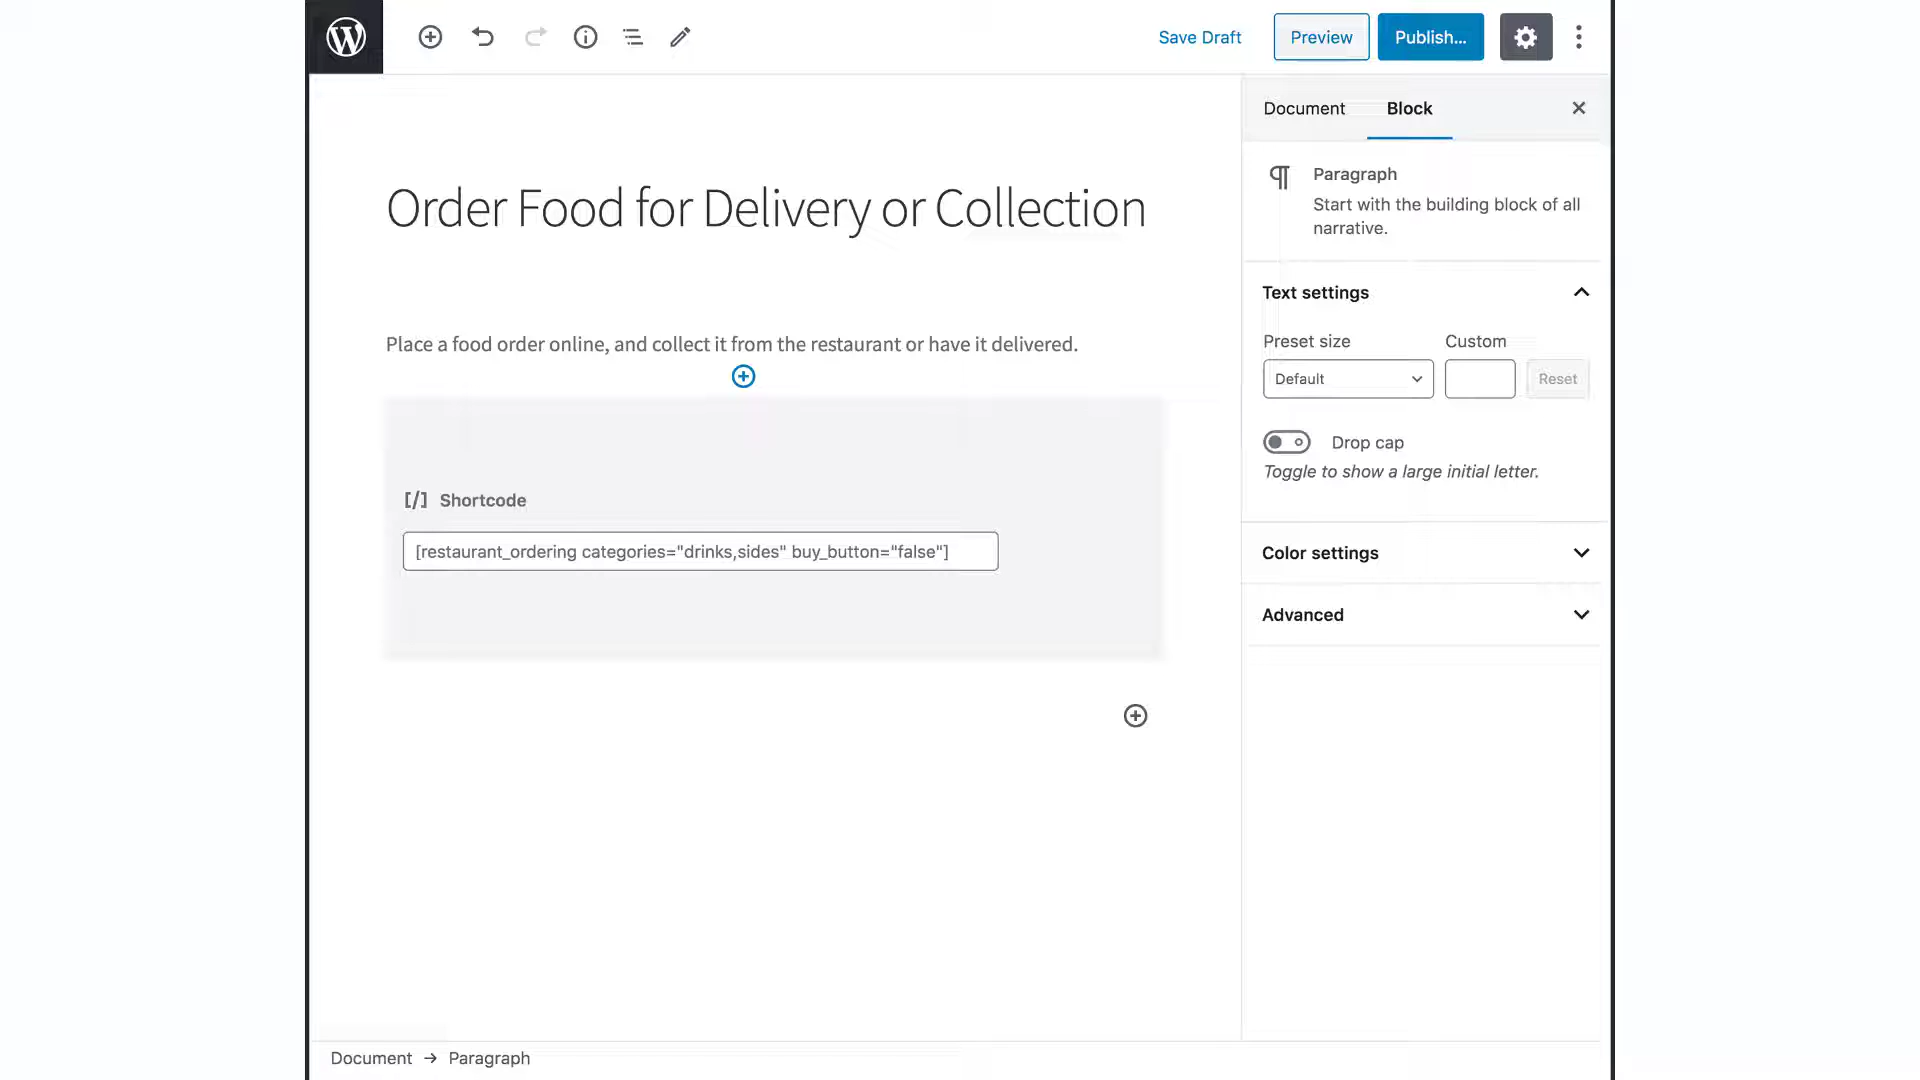 Save Draft
Preview
Publish...
Document
Block
Paragraph
Start with the building block of all
narrative.
Text settings
Preset size
Custom
Default
Reset
Drop cap
Toggle to show a large initial letter.
Color settings
Advanced
Order Food for Delivery or Collection
Place a food order online, and collect it from the restaurant or have it delivered.
[/] Shortcode
[restaurant_ordering categories="drinks,sides" buy_button="false"]
Document → Paragraph